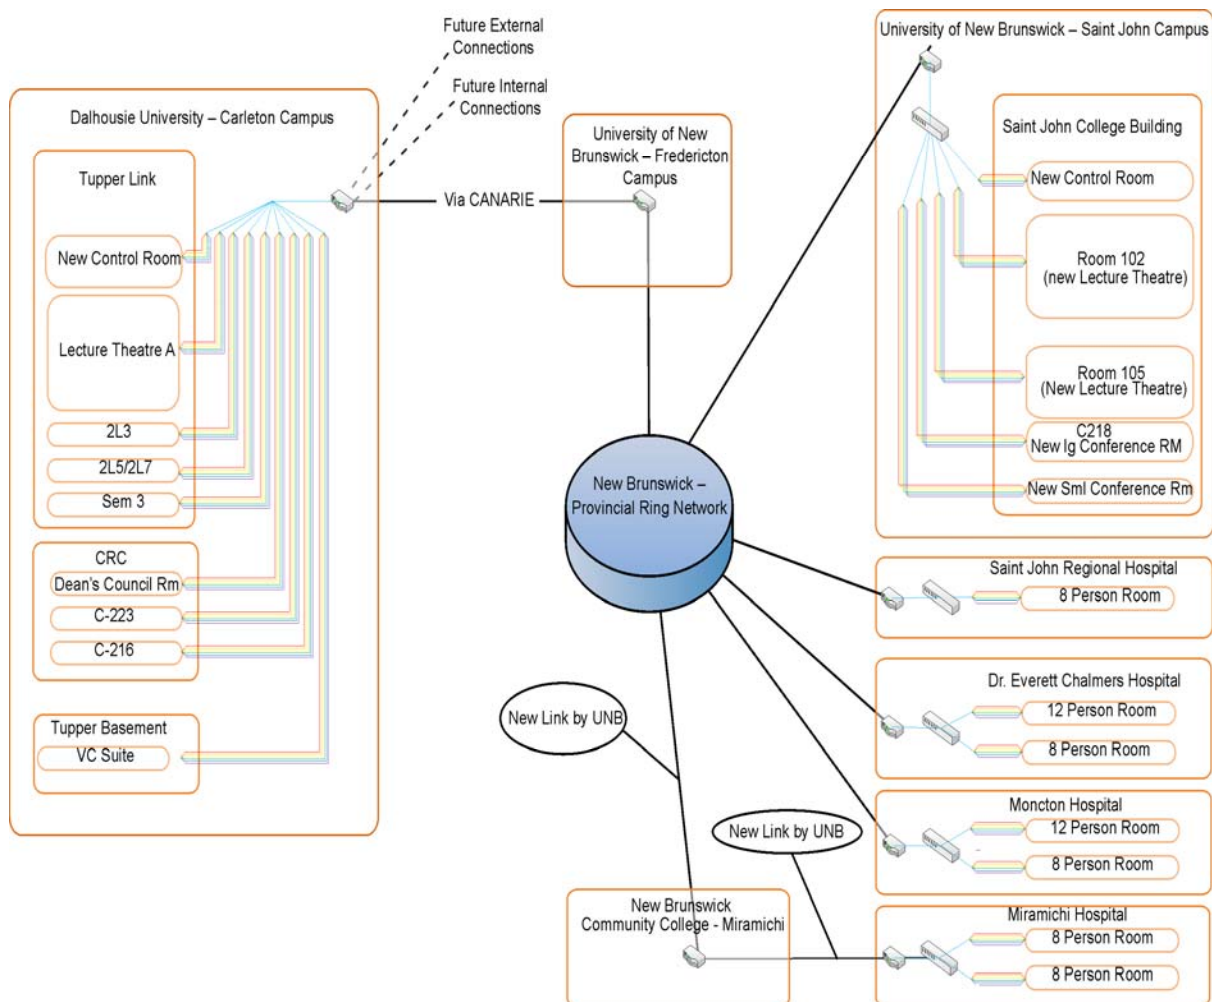 Future External
Connections
Future Internal
Connections
Dalhousie University – Carleton Campus
Tupper Link
New Control Room
Lecture Theatre A
2L3
2L5/2L7
Sem 3
CRC
Dean's Council Rm
C-223
C-216
Tupper Basement
VC Suite
Via CANARIE
University of New
Brunswick – Fredericton
Campus
New Brunswick –
Provincial Ring Network
New Link by UNB
New Link by UNB
New Brunswick
Community College - Miramichi
University of New Brunswick – Saint John Campus
Saint John College Building
New Control Room
Room 102
(new Lecture Theatre)
Room 105
(New Lecture Theatre)
C218
New lg Conference RM
New Sml Conference Rm
Saint John Regional Hospital
8 Person Room
Dr. Everett Chalmers Hospital
12 Person Room
8 Person Room
Moncton Hospital
12 Person Room
8 Person Room
Miramichi Hospital
8 Person Room
8 Person Room